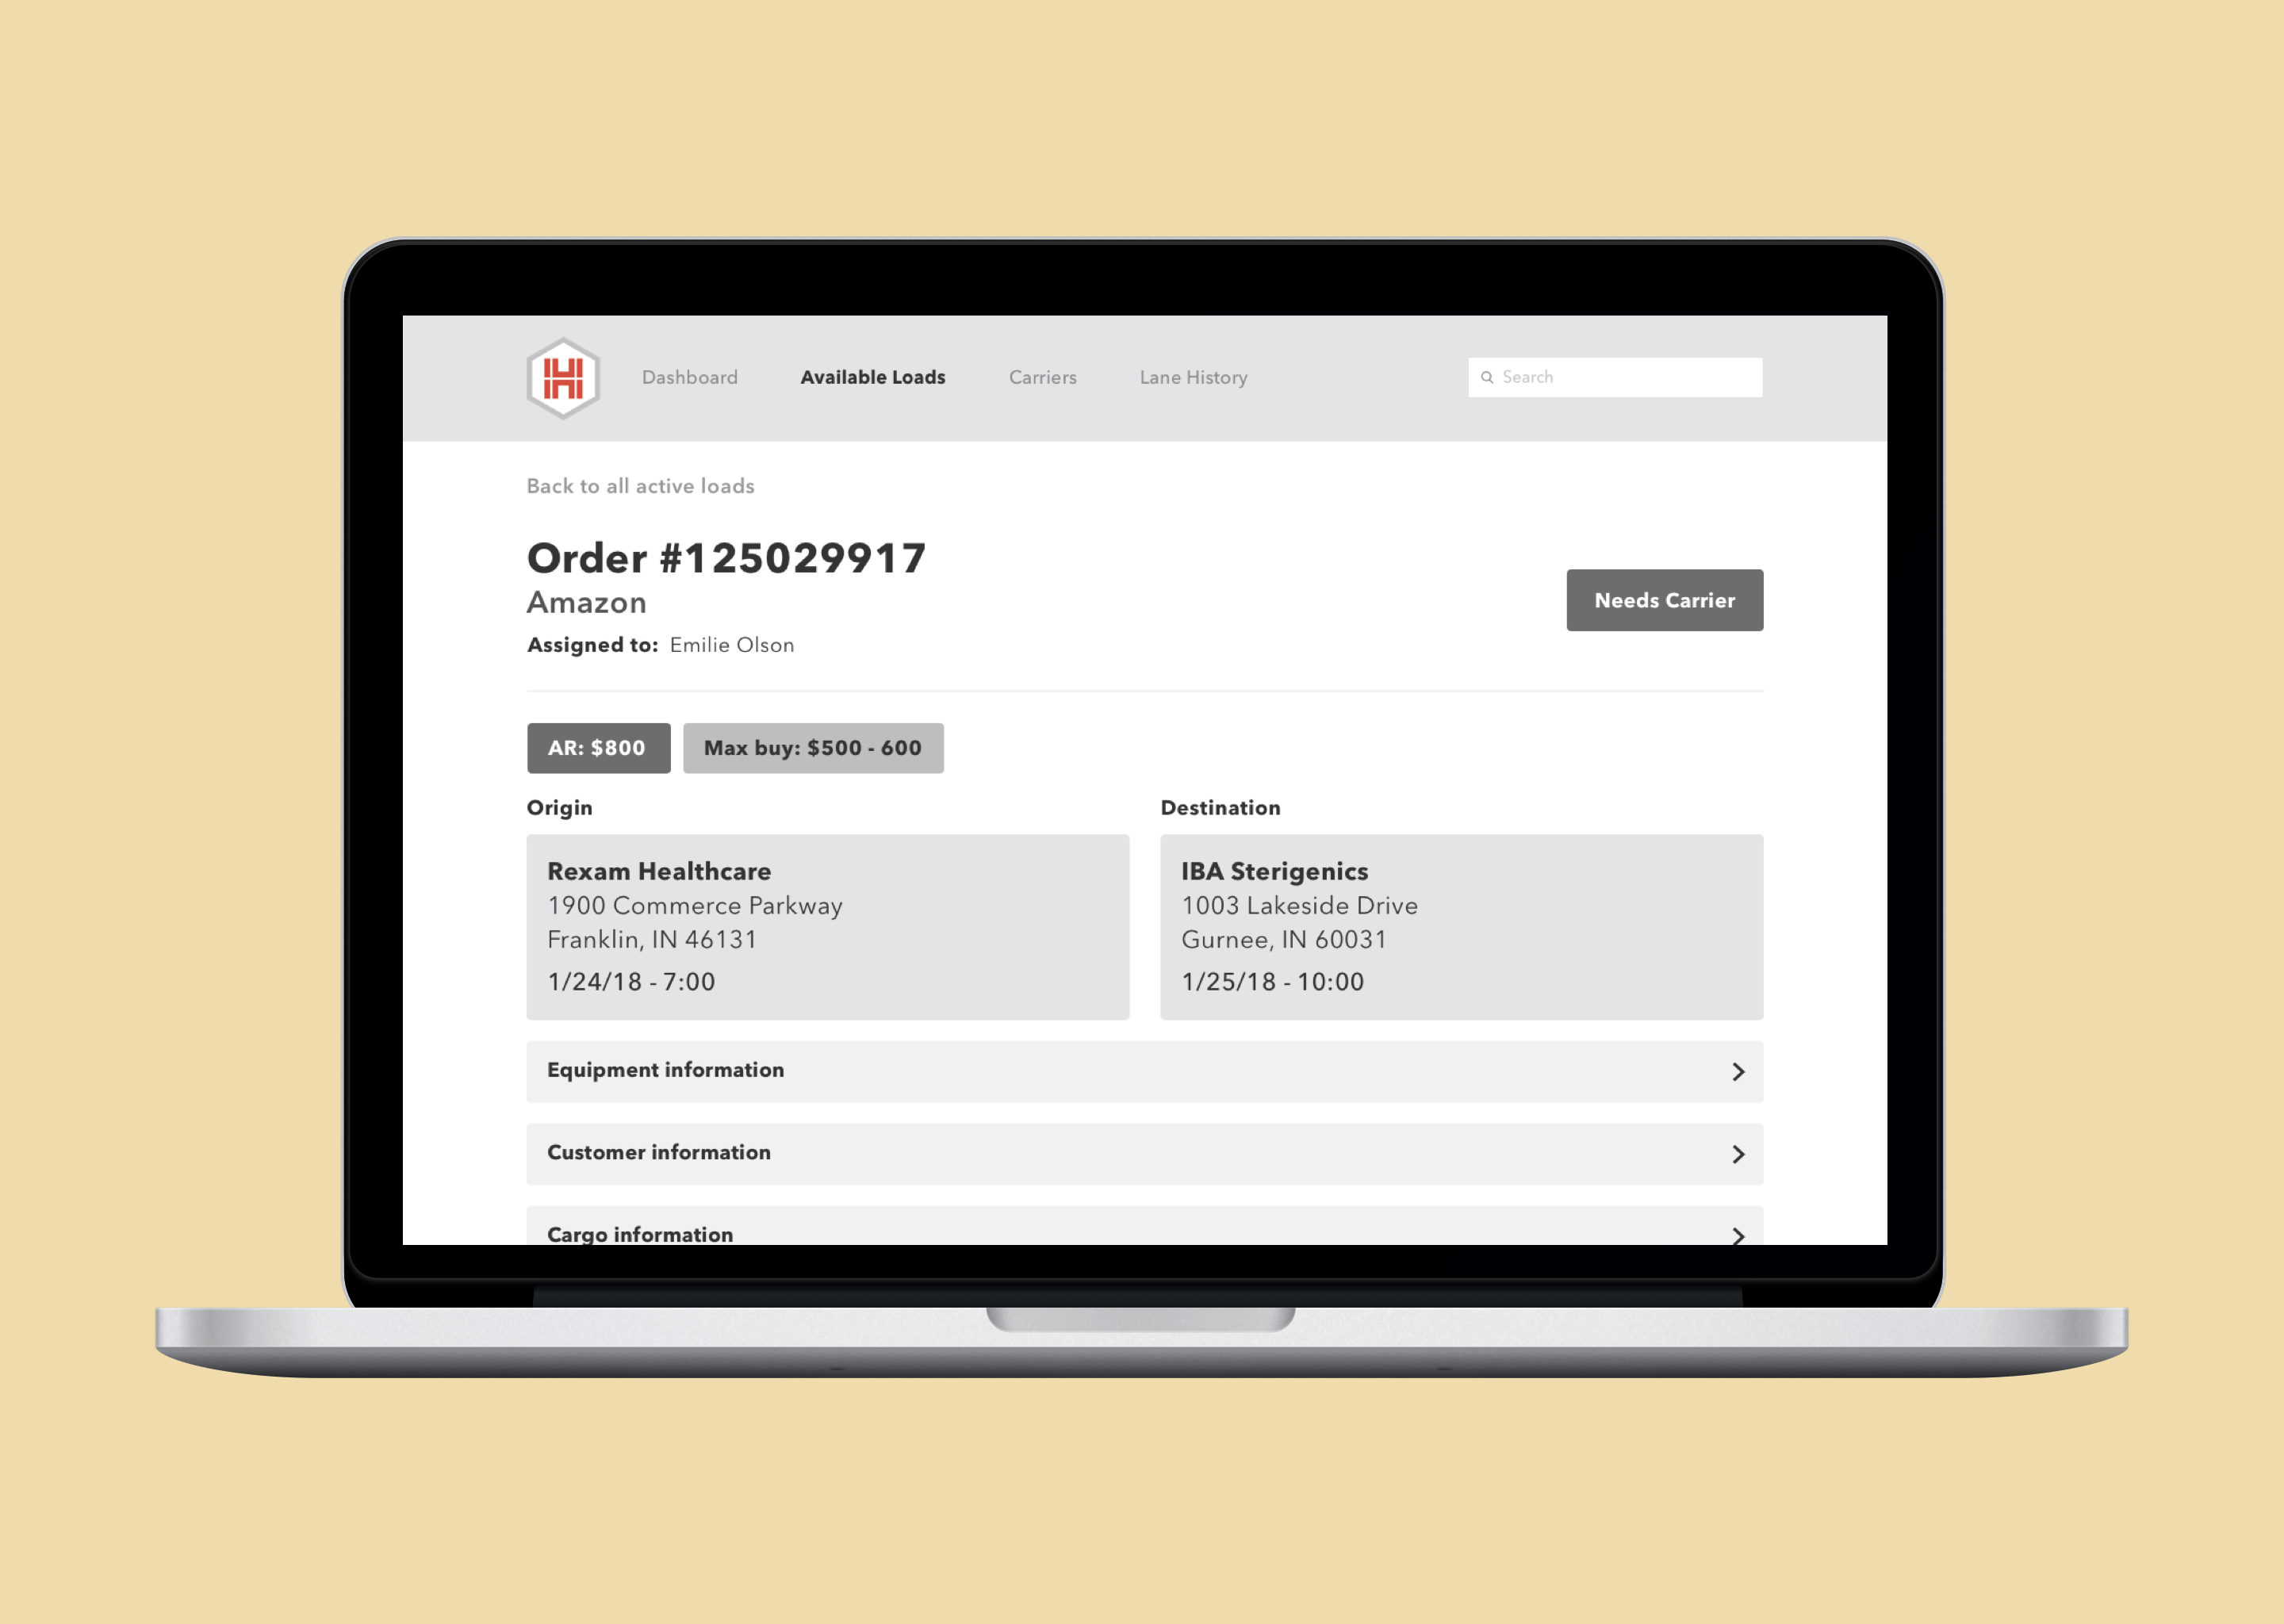 Dashboard
Available Loads
Carriers
Lane History
Search
Back to all active loads
Order #125029917
Amazon
Assigned to: Emilie Olson
Needs Carrier
AR: $800
Max buy: $500 - 600
Origin
Rexam Healthcare
1900 Commerce Parkway
Franklin, IN 46131
1/24/18 - 7:00
Destination
IBA Sterigenics
1003 Lakeside Drive
Gurnee, IN 60031
1/25/18 - 10:00
Equipment information
Customer information
Cargo information